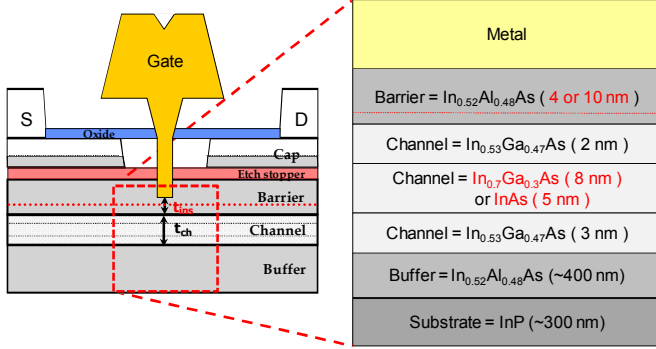 Gate
S
D
Oxide
Cap
Etch stopper
Barrier
t_ins
Channel
t_ch
Buffer
Metal
Barrier = In0.52Al0.48As ( 4 or 10 nm )
Channel = In0.53Ga0.47As ( 2 nm )
Channel = In0.7Ga0.3As ( 8 nm )
or InAs ( 5 nm )
Channel = In0.53Ga0.47As ( 3 nm )
Buffer = In0.52Al0.48As (~400 nm)
Substrate = InP (~300 nm)